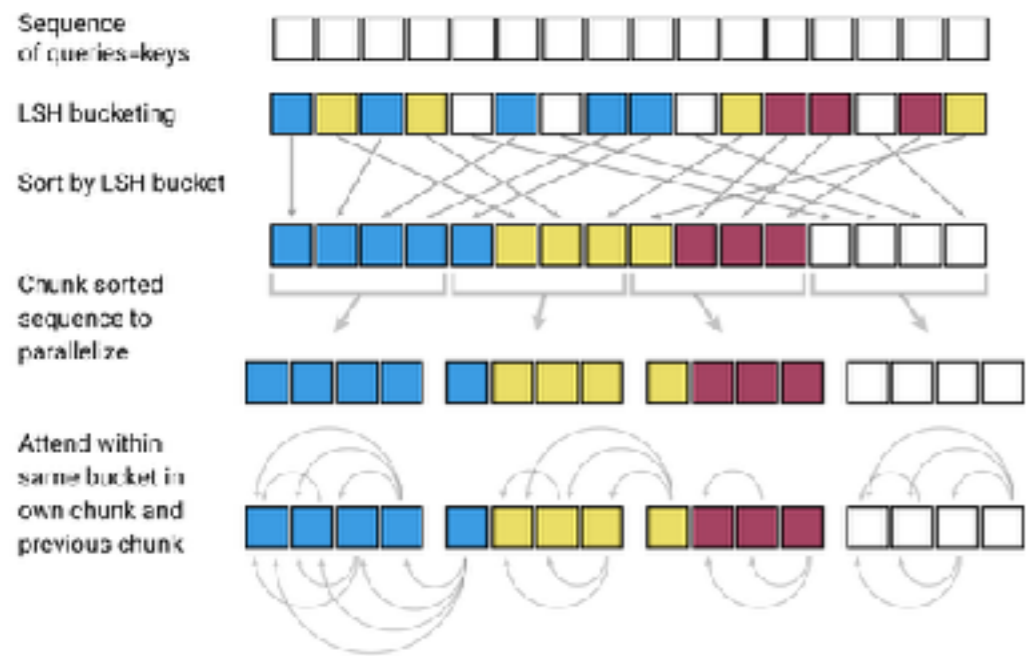 Sequence
of queries=keys
LSH bucketing
Sort by LSH bucket
Chunk sorted
sequence to
parallelize
Attend within
same bucket in
own chunk and
previous chunk